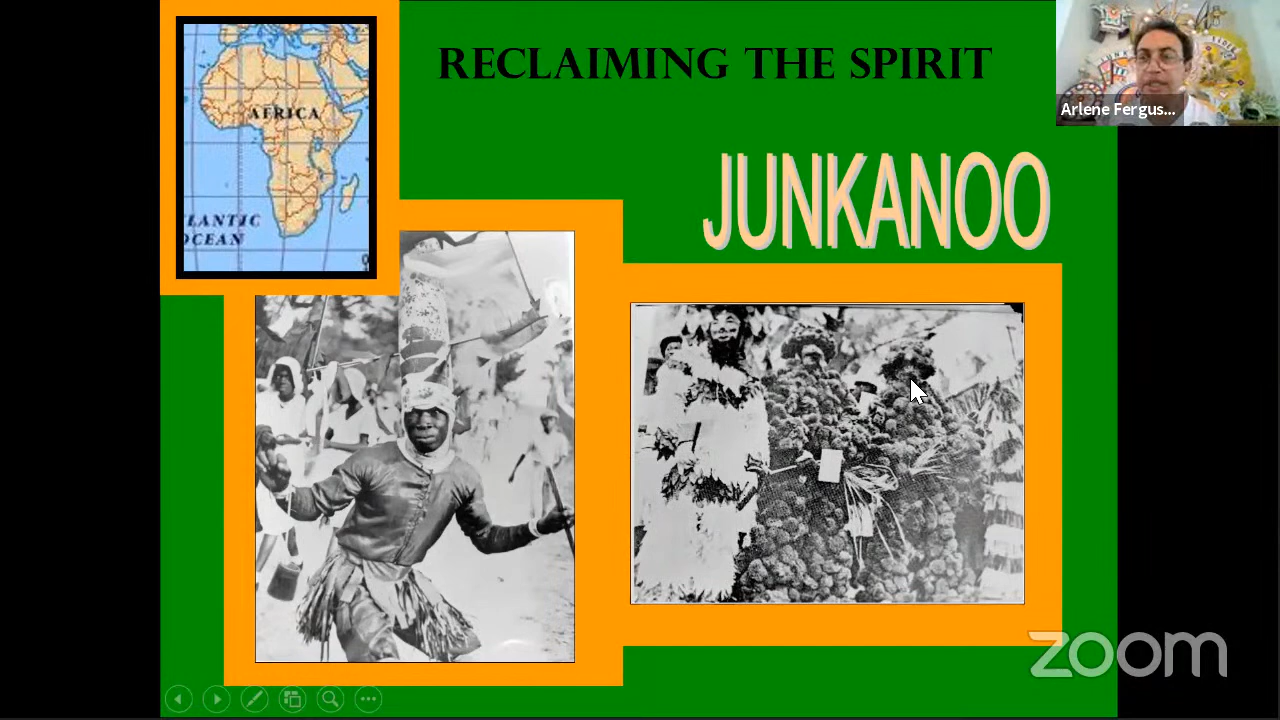 RECLAIMING THE SPIRIT
Arlene Fergus...
AFRICA
JUNKANOO
LANTIC
OCEAN
zoom